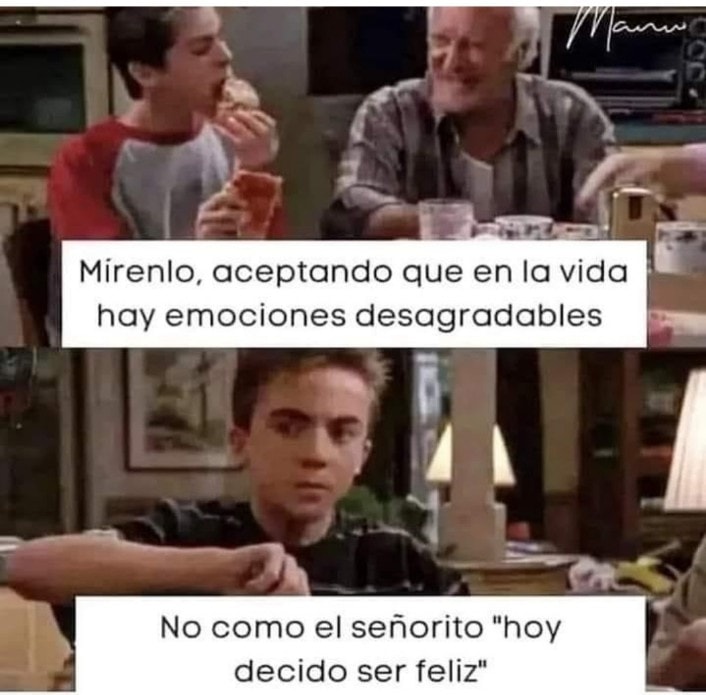 Mírenlo, aceptando que en la vida
hay emociones desagradables
No como el señorito "hoy
decido ser feliz"